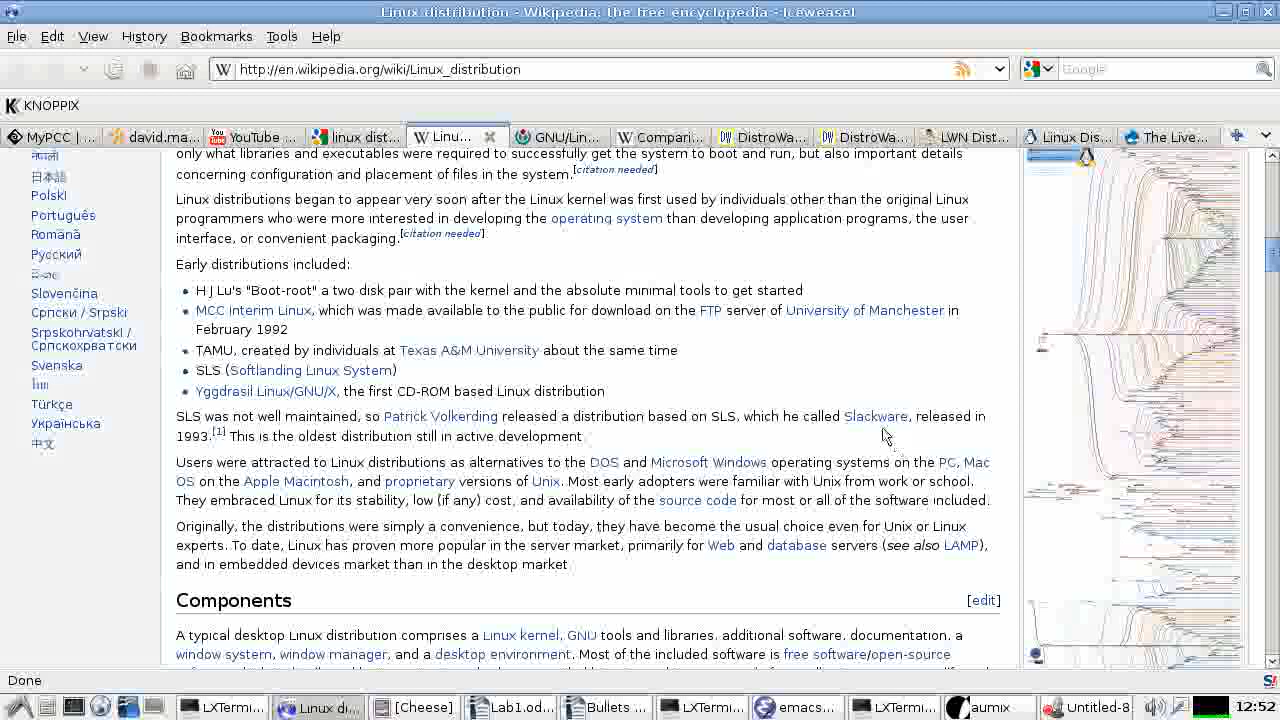 Linux distribution - Wikipedia, the free encyclopedia - Iceweasel
File Edit View History Bookmarks Tools Help
http://en.wikipedia.org/wiki/Linux_distribution
Google
KNOPPIX
MyPCC | ...
david.ma...
YouTube ...
linux dist...
Linu...
GNU/Lin...
Compari...
DistroWa...
DistroWa...
LWN Dist...
Linux Dis...
The Live...
日本語
Polski
Português
Română
Русский
Slovenčina
Српски / Srpski
Srpskohrvatski /
Српскохрватски
Svenska
ไทย
Türkçe
Українська
中文
only what libraries and executables were required to successfully get the system to boot and run, but also important details
concerning configuration and placement of files in the system.[citation needed]
Linux distributions began to appear very soon after the Linux kernel was first used by individuals other than the original Linux
programmers who were more interested in developing the operating system than developing application programs, the user
interface, or convenient packaging.[citation needed]
Early distributions included:
H J Lu's "Boot-root" a two disk pair with the kernel and the absolute minimal tools to get started
MCC Interim Linux, which was made available to the public for download on the FTP server of University of Manchester in
February 1992
TAMU, created by individuals at Texas A&M University about the same time
SLS (Softlanding Linux System)
Yggdrasil Linux/GNU/X, the first CD-ROM based Linux distribution
SLS was not well maintained, so Patrick Volkerding released a distribution based on SLS, which he called Slackware, released in
1993.[1] This is the oldest distribution still in active development.
Users were attracted to Linux distributions as alternatives to the DOS and Microsoft Windows operating systems on the PC, Mac
OS on the Apple Macintosh, and proprietary versions of Unix. Most early adopters were familiar with Unix from work or school.
They embraced Linux for its stability, low (if any) cost, and availability of the source code for most or all of the software included.
Originally, the distributions were simply a convenience, but today, they have become the usual choice even for Unix or Linux
experts. To date, Linux has proven more popular in the server market, primarily for Web and database servers (see also LAMP),
and in embedded devices market than in the desktop market.
Components
[edit]
A typical desktop Linux distribution comprises a Linux kernel, GNU tools and libraries, additional software, documentation, a
window system, window manager, and a desktop environment. Most of the included software is free software/open-source
Done
LXTermi...
Linux di...
[Cheese]
Lab1.od...
Bullets ...
LXTermi...
emacs...
LXTermi...
aumix
Untitled-8
12:52